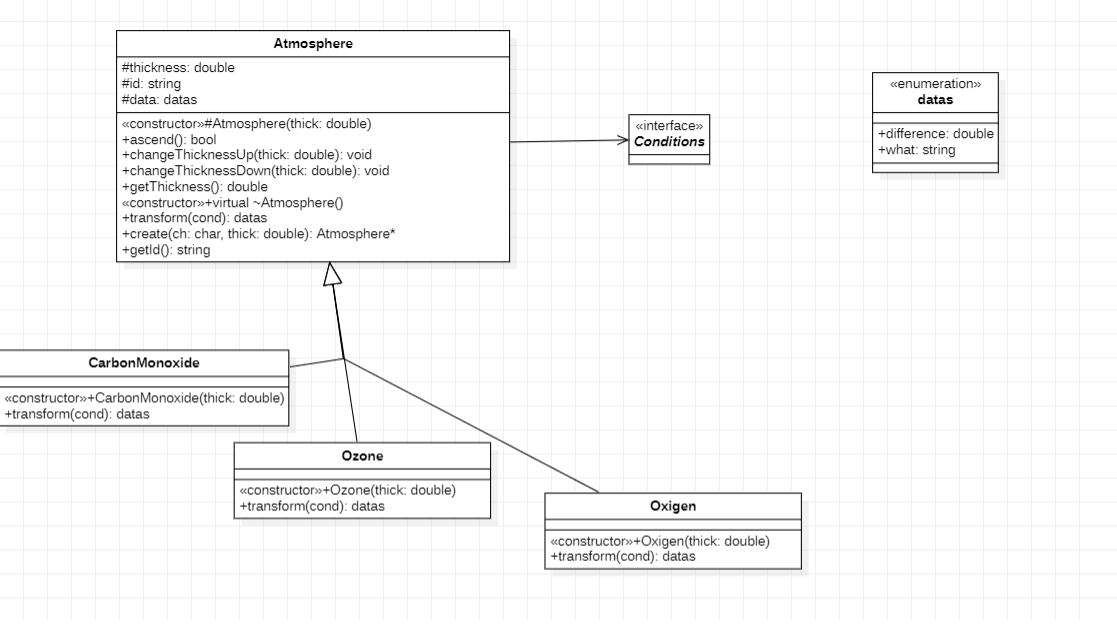 Atmosphere
#thickness: double
#id: string
#data: datas
«constructor»#Atmosphere(thick: double)
+ascend(): bool
+changeThicknessUp(thick: double): void
+changeThicknessDown(thick: double): void
+getThickness(): double
«constructor»+virtual ~Atmosphere()
+transform(cond): datas
+create(ch: char, thick: double): Atmosphere*
+getId(): string
«interface»
Conditions
«enumeration»
datas
+difference: double
+what: string
CarbonMonoxide
«constructor»+CarbonMonoxide(thick: double)
+transform(cond): datas
Ozone
«constructor»+Ozone(thick: double)
+transform(cond): datas
Oxigen
«constructor»+Oxigen(thick: double)
+transform(cond): datas